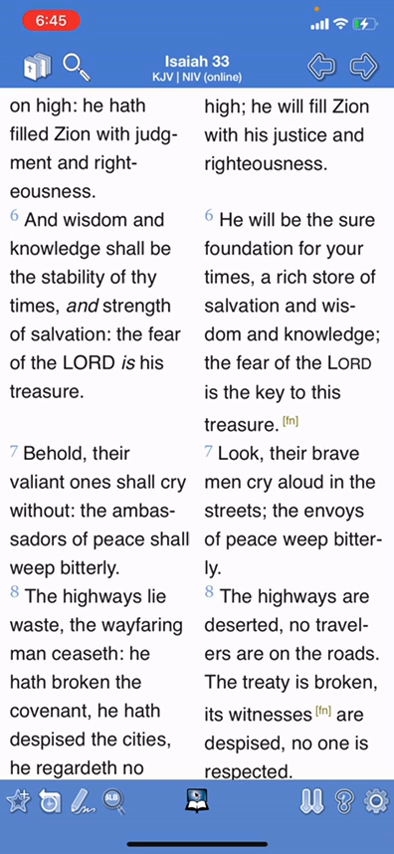 6:45
Isaiah 33
KJV | NIV (online)
on high: he hath
filled Zion with judg-
ment and right-
eousness.
6 And wisdom and
knowledge shall be
the stability of thy
times, and strength
of salvation: the fear
of the LORD is his
treasure.
7 Behold, their
valiant ones shall cry
without: the ambas-
sadors of peace shall
weep bitterly.
8 The highways lie
waste, the wayfaring
man ceaseth: he
hath broken the
covenant, he hath
despised the cities,
he regardeth no
high; he will fill Zion
with his justice and
righteousness.
6 He will be the sure
foundation for your
times, a rich store of
salvation and wis-
dom and knowledge;
the fear of the LORD
is the key to this
treasure. [fn]
7 Look, their brave
men cry aloud in the
streets; the envoys
of peace weep bitter-
ly.
8 The highways are
deserted, no travel-
ers are on the roads.
The treaty is broken,
its witnesses [fn] are
despised, no one is
respected.
BLB